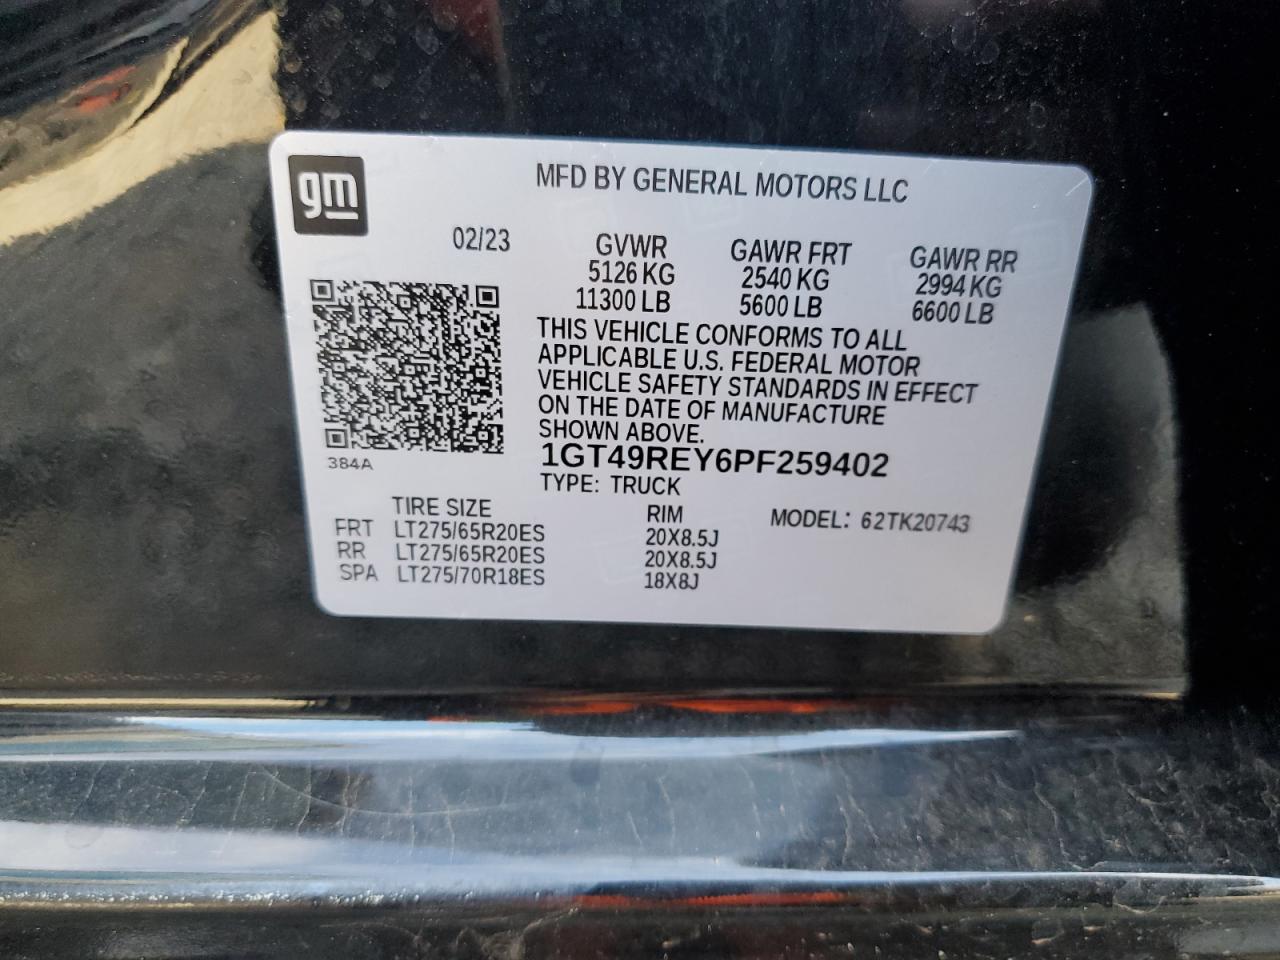 gm
MFD BY GENERAL MOTORS LLC
02/23
GVWR GAWR FRT GAWR RR
5126 KG 2540 KG 2994 KG
11300 LB 5600 LB 6600 LB
THIS VEHICLE CONFORMS TO ALL
APPLICABLE U.S. FEDERAL MOTOR
VEHICLE SAFETY STANDARDS IN EFFECT
ON THE DATE OF MANUFACTURE
SHOWN ABOVE.
384A
1GT49REY6PF259402
TYPE: TRUCK
TIRE SIZE RIM MODEL: 62TK20743
FRT LT275/65R20ES 20X8.5J
RR LT275/65R20ES 20X8.5J
SPA LT275/70R18ES 18X8J